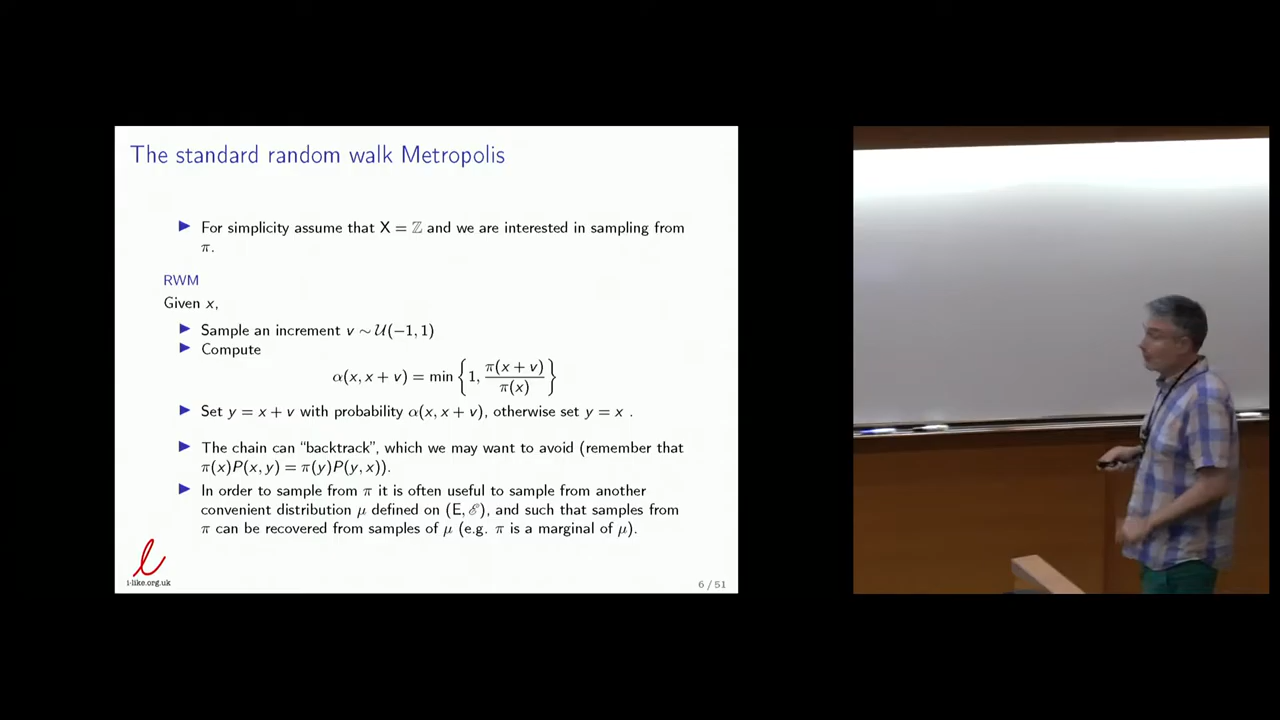 The standard random walk Metropolis
▶ For simplicity assume that X = ℤ and we are interested in sampling from
π.
RWM
Given x,
▶ Sample an increment v ∼ 𝒰(−1, 1)
▶ Compute
α(x, x + v) = min { 1, π(x + v) / π(x) }
▶ Set y = x + v with probability α(x, x + v), otherwise set y = x .
▶ The chain can “backtrack”, which we may want to avoid (remember that
π(x)P(x, y) = π(y)P(y, x)).
▶ In order to sample from π it is often useful to sample from another
convenient distribution μ defined on (E, ℰ), and such that samples from
π can be recovered from samples of μ (e.g. π is a marginal of μ).
i-like.org.uk
6 / 51